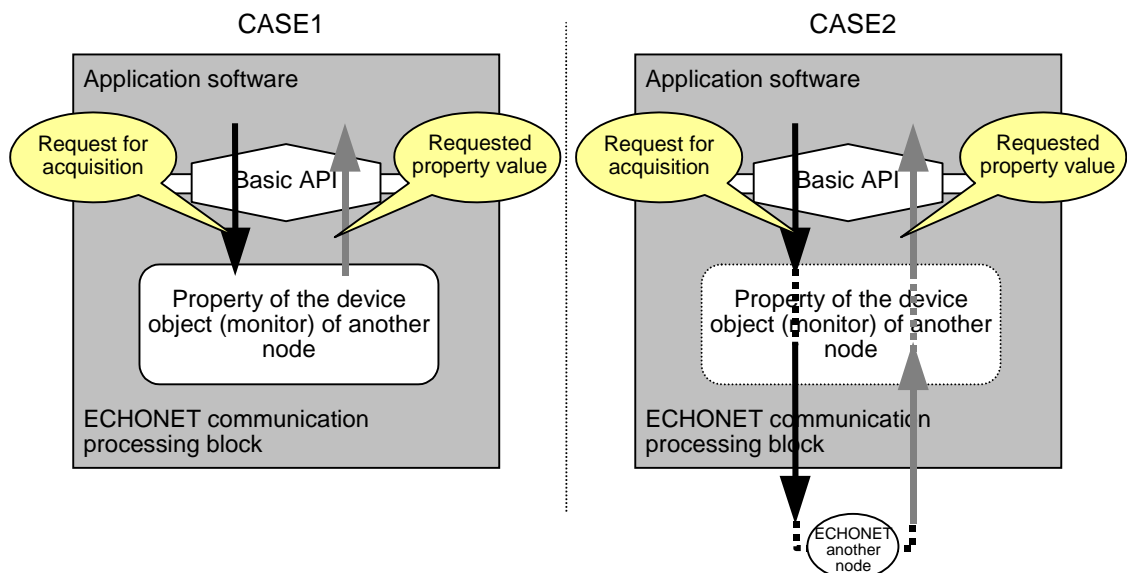 CASE1
Application software
Request for
acquisition
Basic API
Requested
property value
Property of the device
object (monitor) of another
node
ECHONET communication
processing block
CASE2
Application software
Request for
acquisition
Basic API
Requested
property value
Property of the device
object (monitor) of another
node
ECHONET communication
processing block
ECHONET
another
node